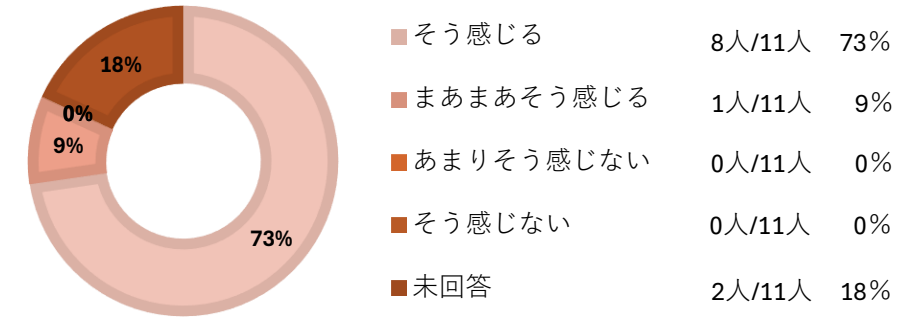 そう感じる 8人/11人 73%
18%
まあまあそう感じる 1人/11人 9%
0%
9%
あまりそう感じない 0人/11人 0%
そう感じない 0人/11人 0%
73%
未回答 2人/11人 18%